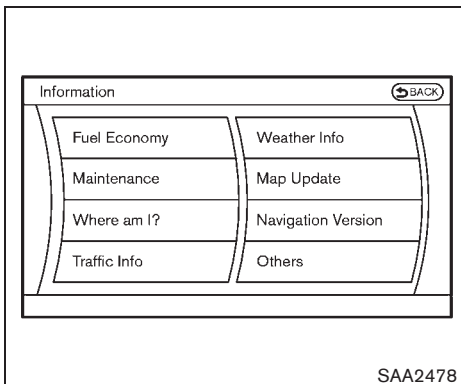 Information
BACK
Fuel Economy
Weather Info
Maintenance
Map Update
Where am I?
Navigation Version
Traffic Info
Others
SAA2478